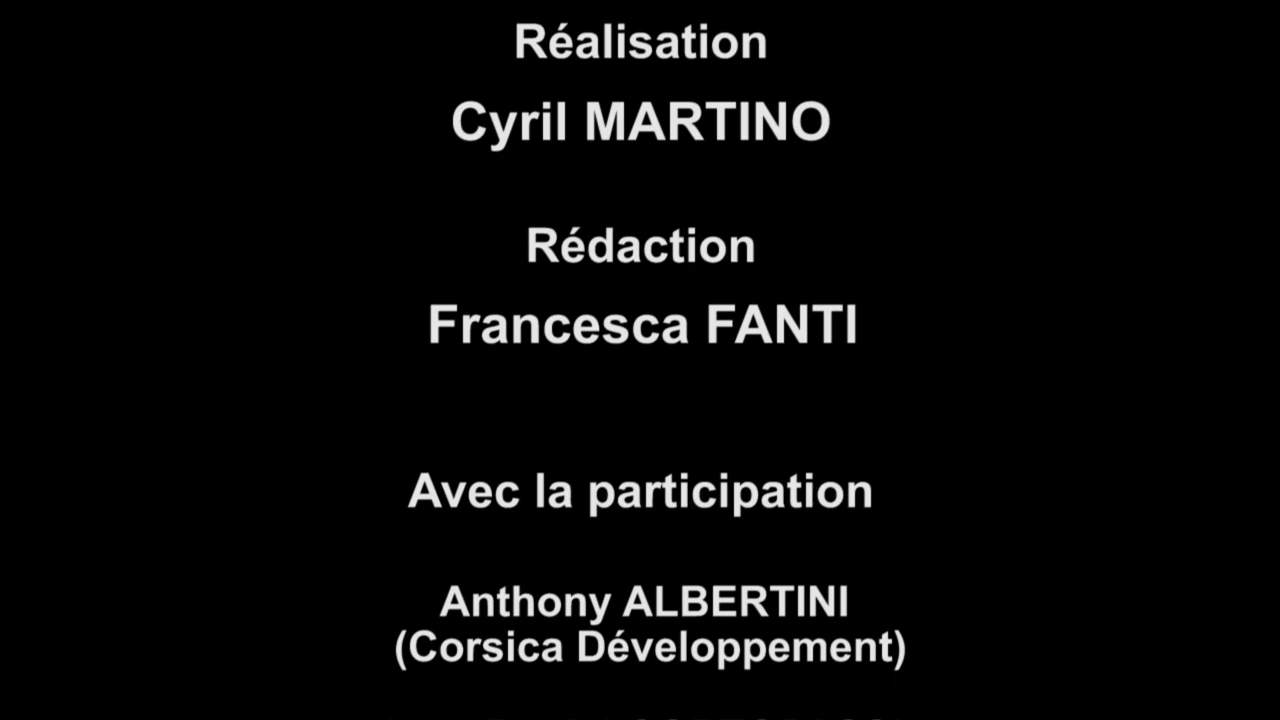 Réalisation
Cyril MARTINO
Rédaction
Francesca FANTI
Avec la participation
Anthony ALBERTINI
(Corsica Développement)